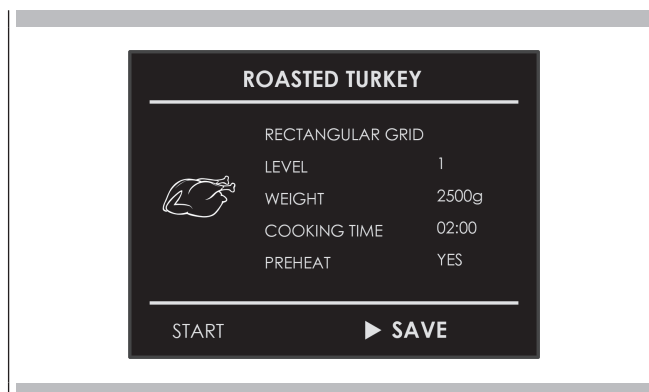 ROASTED TURKEY
RECTANGULAR GRID
LEVEL 1
WEIGHT 2500g
COOKING TIME 02:00
PREHEAT YES
START ▶ SAVE